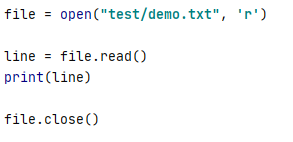 file = open("test/demo.txt", 'r')
line = file.read()
print(line)
file.close()